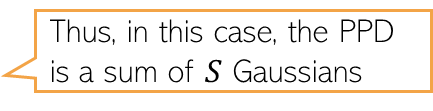 Thus, in this case, the PPD
is a sum of S Gaussians